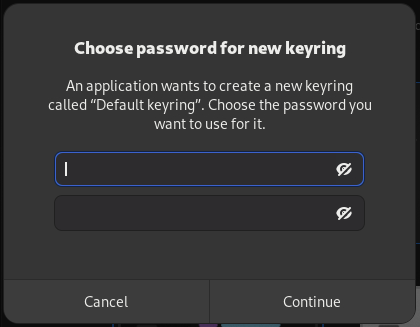 Choose password for new keyring
An application wants to create a new keyring
called “Default keyring”. Choose the password you
want to use for it.
Cancel
Continue